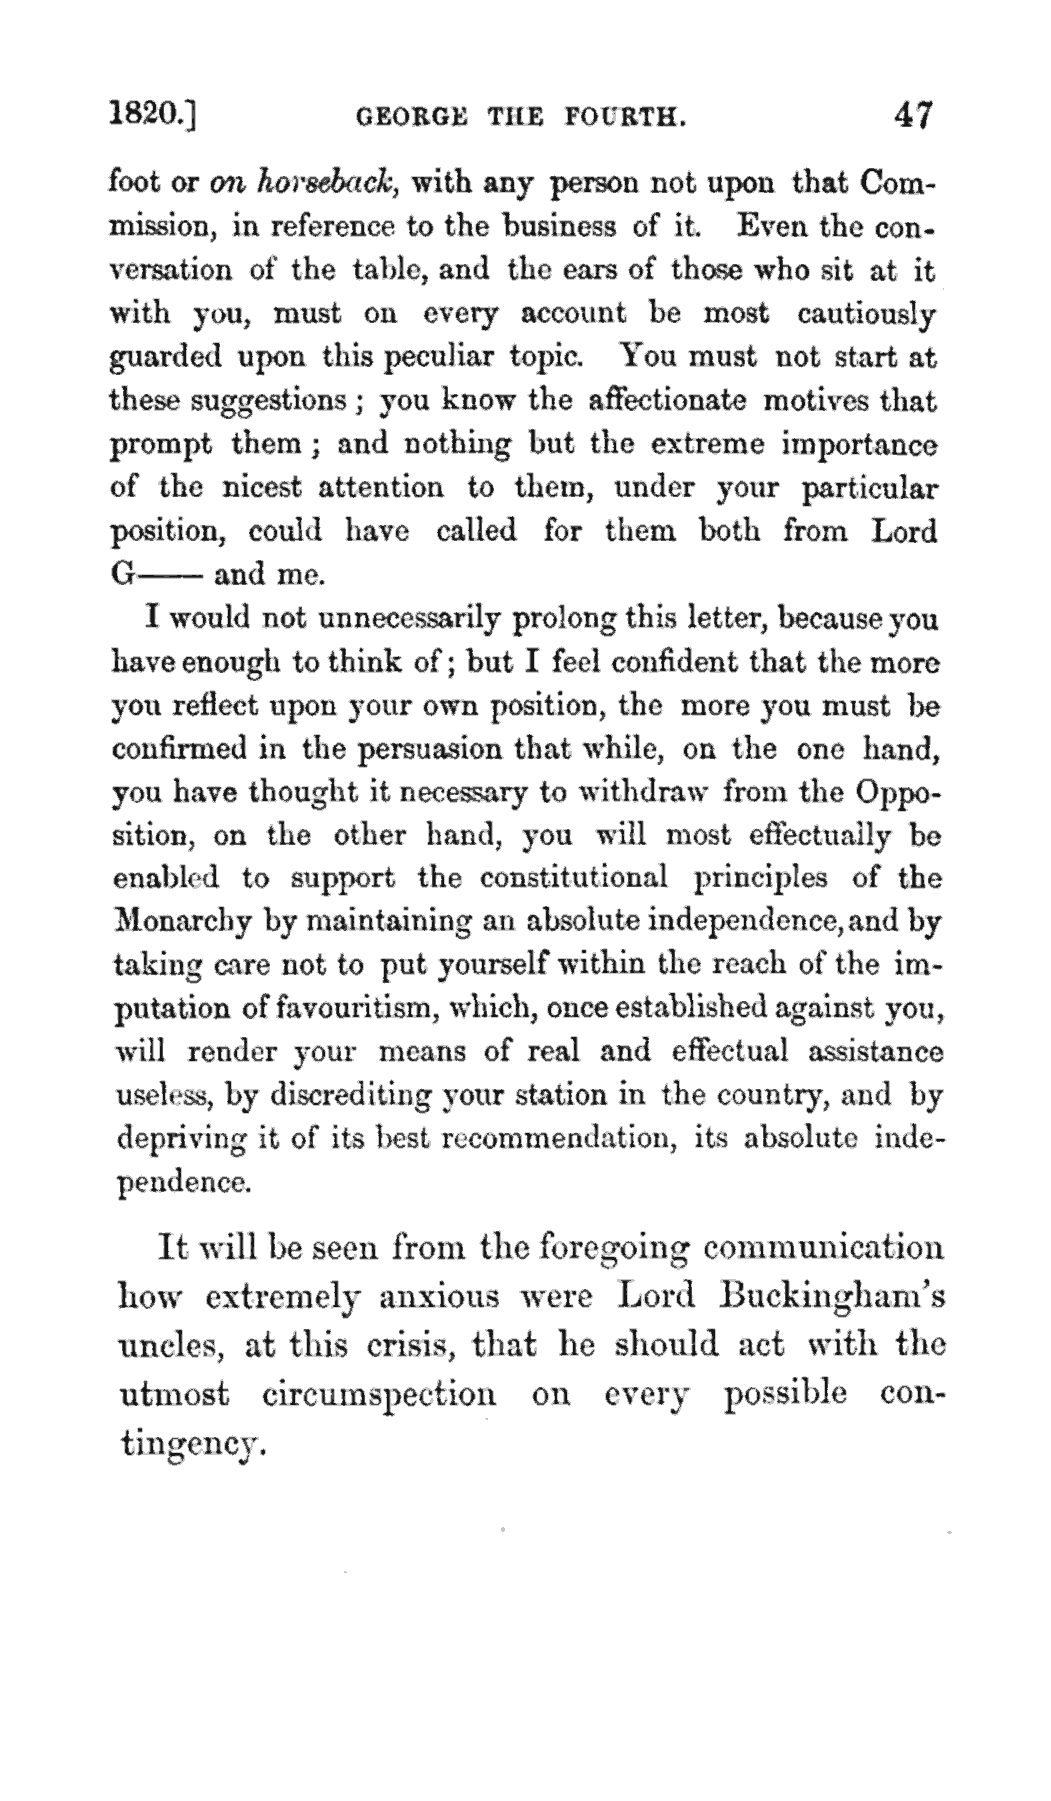 1820.] GEORGE THE FOURTH. 47
foot or on horseback, with any person not upon that Com-
mission, in reference to the business of it. Even the con-
versation of the table, and the ears of those who sit at it
with you, must on every account be most cautiously
guarded upon this peculiar topic. You must not start at
these suggestions ; you know the affectionate motives that
prompt them ; and nothing but the extreme importance
of the nicest attention to them, under your particular
position, could have called for them both from Lord
G—— and me.
I would not unnecessarily prolong this letter, because you
have enough to think of ; but I feel confident that the more
you reflect upon your own position, the more you must be
confirmed in the persuasion that while, on the one hand,
you have thought it necessary to withdraw from the Oppo-
sition, on the other hand, you will most effectually be
enabled to support the constitutional principles of the
Monarchy by maintaining an absolute independence, and by
taking care not to put yourself within the reach of the im-
putation of favouritism, which, once established against you,
will render your means of real and effectual assistance
useless, by discrediting your station in the country, and by
depriving it of its best recommendation, its absolute inde-
pendence.
It will be seen from the foregoing communication
how extremely anxious were Lord Buckingham's
uncles, at this crisis, that he should act with the
utmost circumspection on every possible con-
tingency.